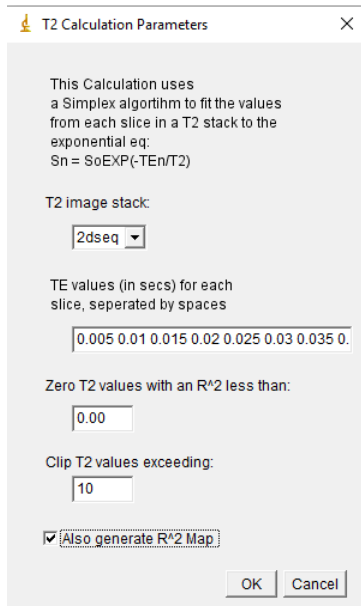 T2 Calculation Parameters
This Calculation uses
a Simplex algortihm to fit the values
from each slice in a T2 stack to the
exponential eq:
Sn = SoEXP(-TEn/T2)
T2 image stack:
2dseq
TE values (in secs) for each
slice, seperated by spaces
0.005 0.01 0.015 0.02 0.025 0.03 0.035 0.
Zero T2 values with an R^2 less than:
0.00
Clip T2 values exceeding:
10
Also generate R^2 Map
OK Cancel